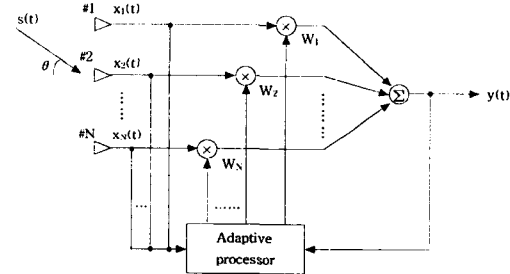 #1 x₁(t)
s(t)
W₁
θ
#2 x₂(t)
W₂
Σ
y(t)
#N x_N(t)
W_N
Adaptive
processor